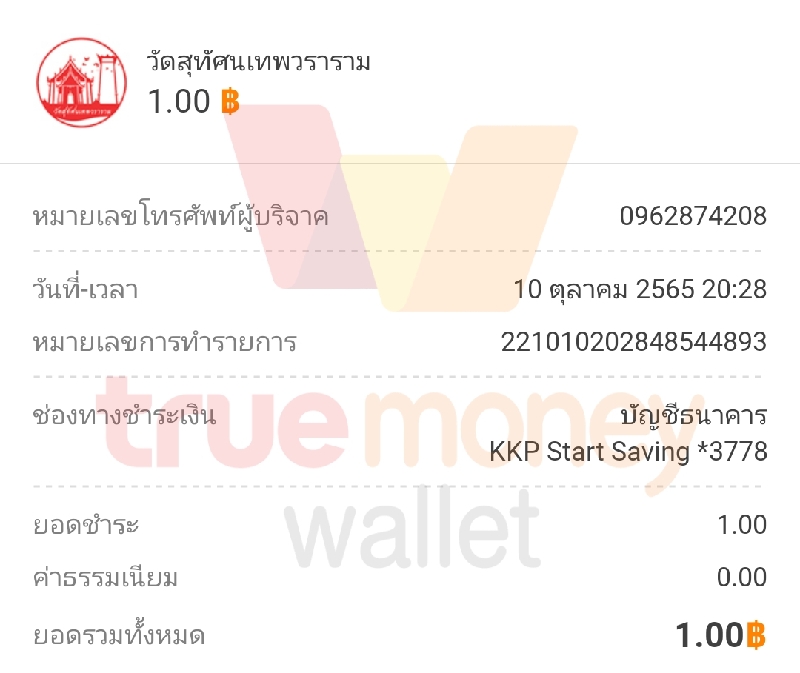 วัดสุทัศนเทพวราราม
1.00 ฿
หมายเลขโทรศัพท์ผู้บริจาค 0962874208
วันที่-เวลา 10 ตุลาคม 2565 20:28
หมายเลขการทำรายการ 221010202848544893
ช่องทางชำระเงิน บัญชีธนาคาร
KKP Start Saving *3778
ยอดชำระ 1.00
ค่าธรรมเนียม 0.00
ยอดรวมทั้งหมด 1.00฿
true money
wallet